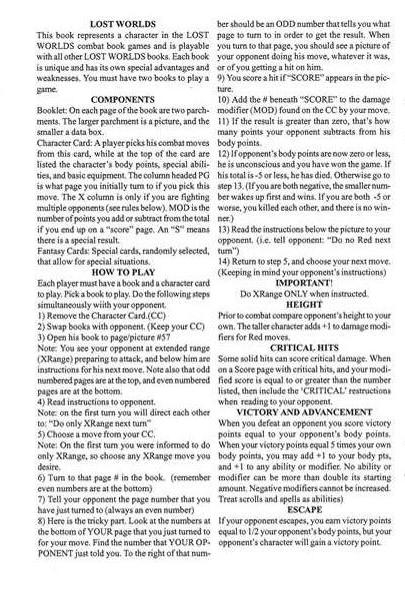 LOST WORLDS
This book represents a character in the LOST
WORLDS combat book games and is playable
with all other LOST WORLDS books. Each book
is unique and has its own special advantages and
weaknesses. You must have two books to play a
game.
COMPONENTS
Booklet: On each page of the book are two parch-
ments. The larger parchment is a picture, and the
smaller a data box.
Character Card: A player picks his combat moves
from this card, while at the top of the card are
listed the character's body points, special abili-
ties, and basic equipment. The column headed PG
is what page you initially turn to if you pick this
move. The X column is only if you are fighting
multiple opponents (see rules below). MOD is the
number of points you add or subtract from the total
if you end up on a "score" page. An "S" means
there is a special result.
Fantasy Cards: Special cards, randomly selected,
that allow for special situations.
HOW TO PLAY
Each player must have a book and a character card
to play. Pick a book to play. Do the following steps
simultaneously wiith your opponent.
1) Remove the Character Card.(CC)
2) Swap books with opponent. (Keep your CC)
3) Open his book to page/picture #57
Note: You see your opponent at extended range
(XRange) preparing to attack, and below him are
instructions for his next move. Note also that odd
numbered pages are at the top, and even numbered
pages are at the bottom.
4) Read instructions to opponent.
Note: on the first turn you will direct each other
to: "Do only XRange next turn"
5) Choose a move from your CC.
Note: On the first turn you were informed to do
only XRange, so choose any XRange move you
desire.
6) Turn to that page # in the book. (remember
even numbers are at bottom)
7) Tell your opponent the page number that you
have just turned to (always an even number)
8) Here is the tricky part. Look at the numbers at
the bottom of YOUR page that you just turned to
for your move. Find the number that YOUR OP-
PONENT just told you. To the right of that num-
ber should be an ODD number that tells you what
page to turn to in order to get the result. When
you turn to that page, you should see a picture of
your opponent doing his move, whatever it was,
or of you getting a hit on him.
9) You score a hit if "SCORE" appears in the pic-
ture.
10) Add the # beneath "SCORE" to the damage
modifier (MOD) found on the CC by your move.
11) If the result is greater than zero, that's how
many points your opponent subtracts from his
body points.
12) If opponent's body points are now zero or less,
he is unconscious and you have won the game. If
his total is -5 or less, he has died. Otherwise go to
step 13. (If you are both negative, the smaller num-
ber wakes up first and wins. If you are both -5 or
worse, you killed each other, and there is no win-
ner.)
13) Read the instructions below the picture to your
opponent. (i.e. tell opponent: "Do no Red next
turn")
14) Return to step 5, and choose your next move.
(Keeping in mind your opponent's instructions)
IMPORTANT!
Do XRange ONLY when instructed.
HEIGHT
Prior to combat compare opponent's height to your
own. The taller character adds +1 to damage modi-
fiers for Red moves.
CRITICAL HITS
Some solid hits can score critical damage. When
on a Score page with critical hits, and your modi-
fied score is equal to or greater than the number
listed, then include the 'CRITICAL' restrictions
when reading to your opponent.
VICTORY AND ADVANCEMENT
When you defeat an opponent you score victory
points equal to your opponent's body points.
When your victory points equal 5 times your own
body points, you may add +1 to your body pts,
and +1 to any ability or modifier. No ability or
modifier can be more than double its starting
amount. Negative modifiers cannot be increased.
Treat scrolls and spells as abilities)
ESCAPE
If your opponent escapes, you earn victory points
equal to 1/2 your opponent's body points, but your
opponent's character will gain a victory point.